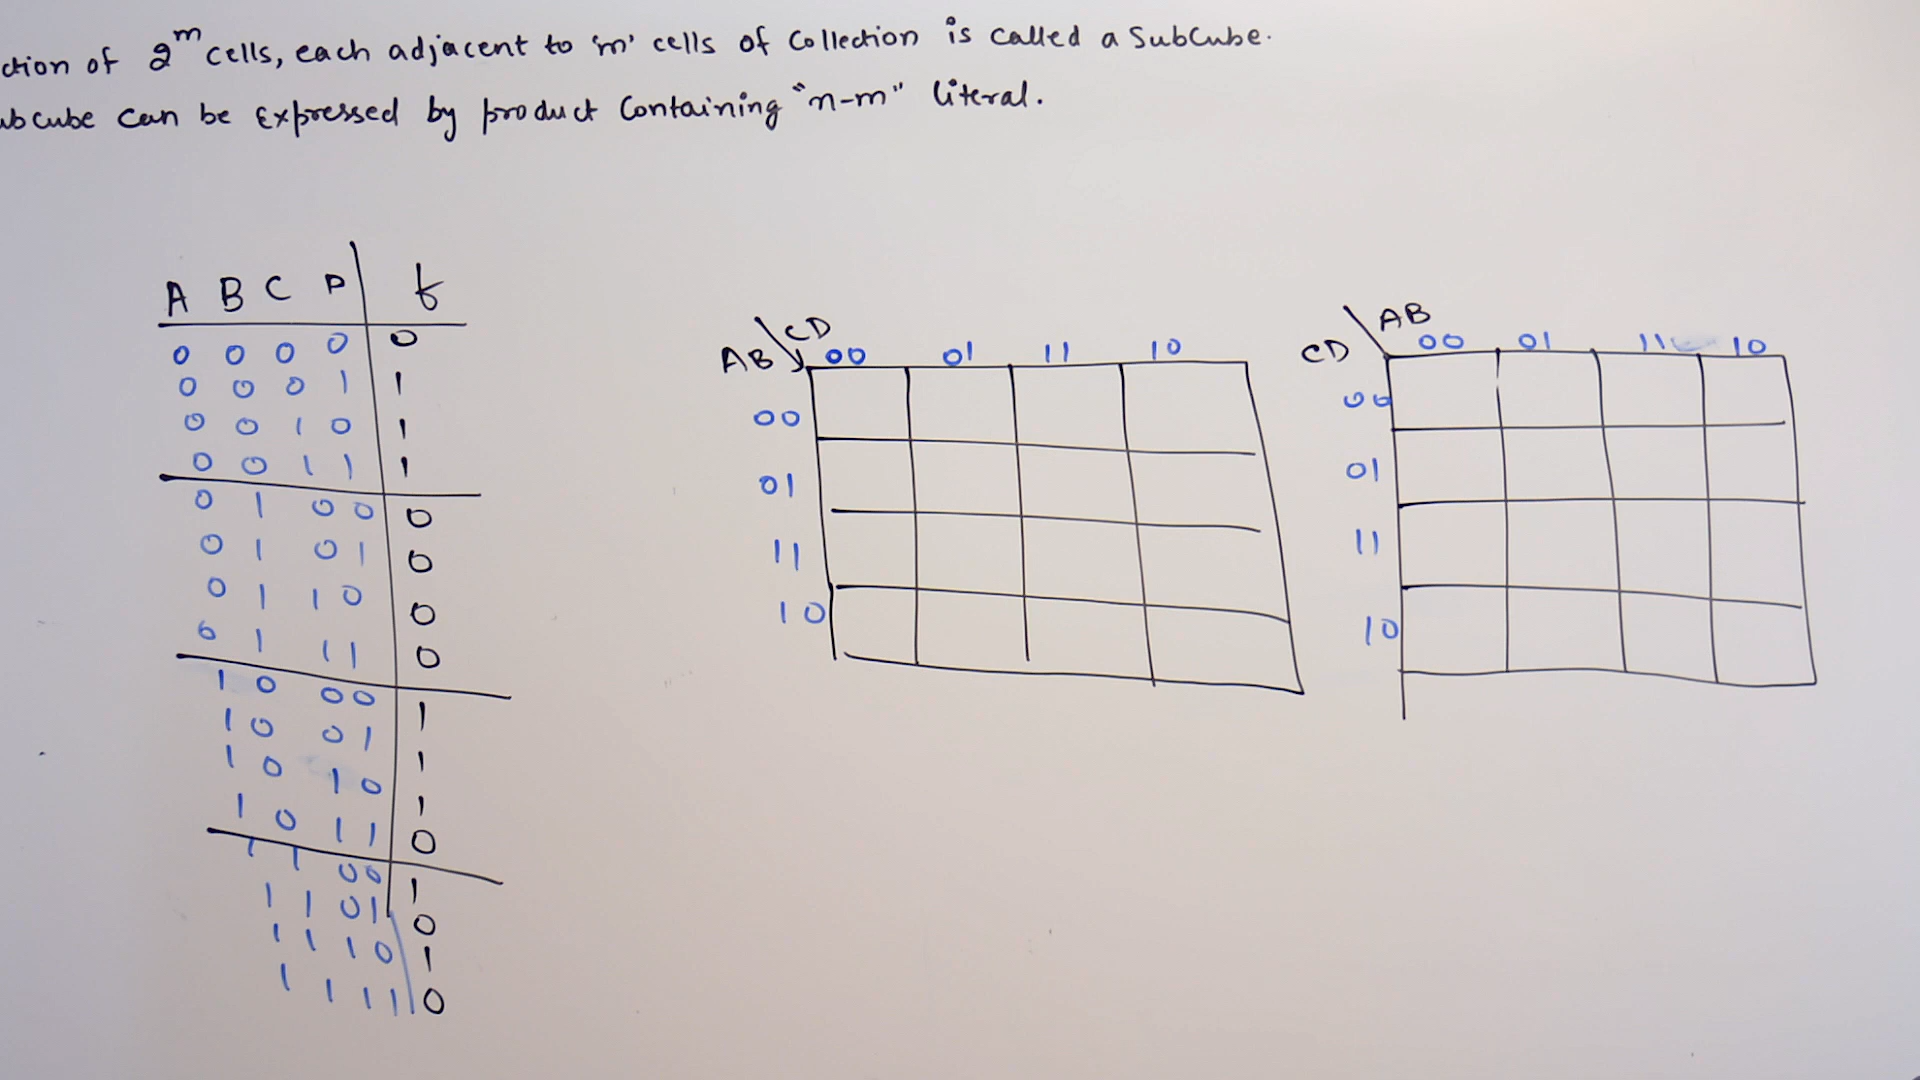 ction of 2^m cells, each adjacent to 'm' cells of Collection is called a SubCube.
ubcube can be Expressed by product Containing "n-m" literal.
A B C D f
0 0 0 0 0
0 0 0 1 1
0 0 1 0 1
0 0 1 1 1
0 1 0 0 0
0 1 0 1 0
0 1 1 0 0
0 1 1 1 0
1 0 0 0 1
1 0 0 1 1
1 0 1 0 1
1 0 1 1 0
1 1 0 0 1
1 1 0 1 0
1 1 1 0 1
1 1 1 1 0
CD
AB 00 01 11 10
00
01
11
10
AB
CD 00 01 11 10
00
01
11
10